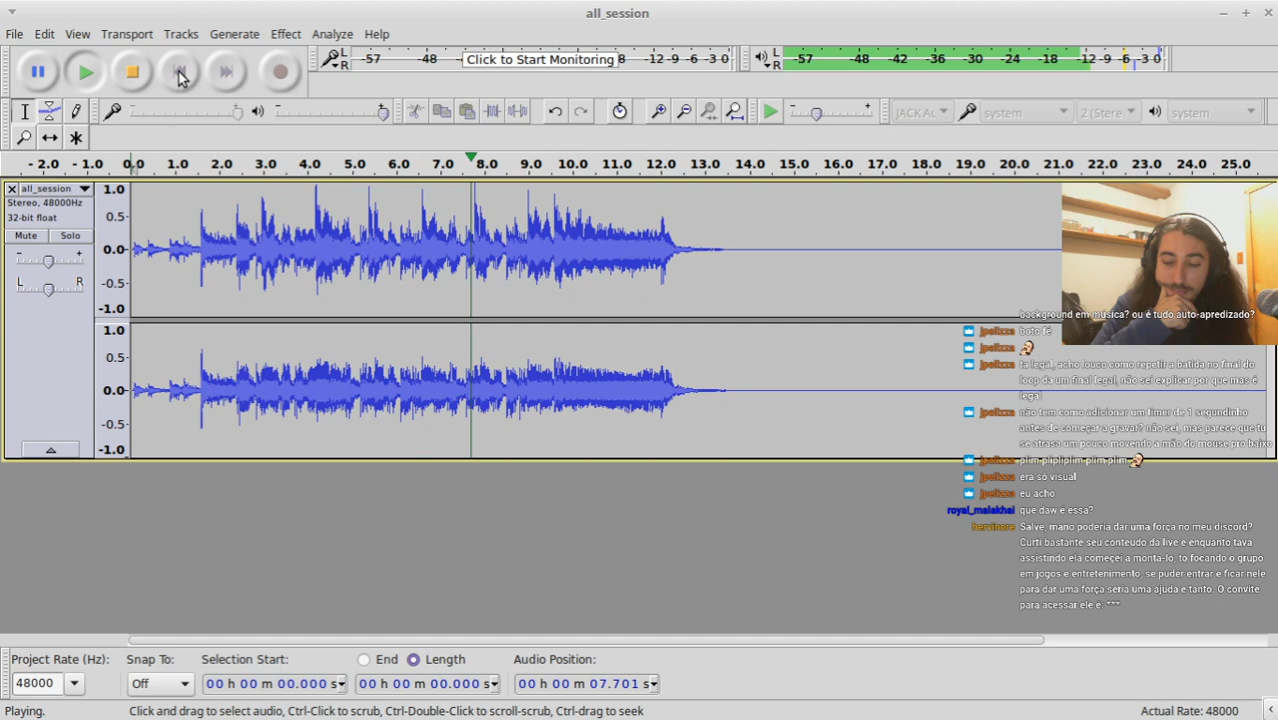 all_session
File Edit View Transport Tracks Generate Effect Analyze Help
L R -57 -48 Click to Start Monitoring 8 -12 -9 -6 -3 0
L R -57 -48 -42 -36 -30 -24 -18 -12 -9 -6 -3 0
JACK Au system 2 (Stere system
- 2.0 - 1.0 0.0 1.0 2.0 3.0 4.0 5.0 6.0 7.0 8.0 9.0 10.0 11.0 12.0 13.0 14.0 15.0 16.0 17.0 18.0 19.0 20.0 21.0 22.0 23.0 24.0 25.0
all_session
Stereo, 48000Hz
32-bit float
Mute Solo
- +
L R
1.0
0.5
0.0
-0.5
-1.0
1.0
0.5
0.0
-0.5
-1.0
background em musica? ou é tudo auto-apredizado?
jpelizza boto fé
jpelizza
jpelizza ta legal, acho louco como repetir a batida no final do
loop da um final legal, não sei explicar por que mas é
legal
jpelizza não tem como adicionar um timer de 1 segundinho
antes de começar a gravar? não sei, mas parece que tu
se atrasa um pouco movendo a mão do mouse pro baixo
jpelizza plim plipliplim plim plim
jpelizza era só visual
jpelizza eu acho
royal_malakhai que daw é essa?
Salve, mano poderia dar uma força no meu discord?
Curti bastante seu conteudo da live e enquanto tava
assistindo ela começei a monta-lo, to focando o grupo
em jogos e entretenimento, se puder entrar e ficar nele
para dar uma força seria uma ajuda e tanto. O convite
para acessar ele é: ***
Project Rate (Hz): Snap To: Selection Start: End Length Audio Position:
48000 Off 00 h 00 m 00.000 s 00 h 00 m 00.000 s 00 h 00 m 07.701 s
Playing. Click and drag to select audio, Ctrl-Click to scrub, Ctrl-Double-Click to scroll-scrub, Ctrl-drag to seek Actual Rate: 48000